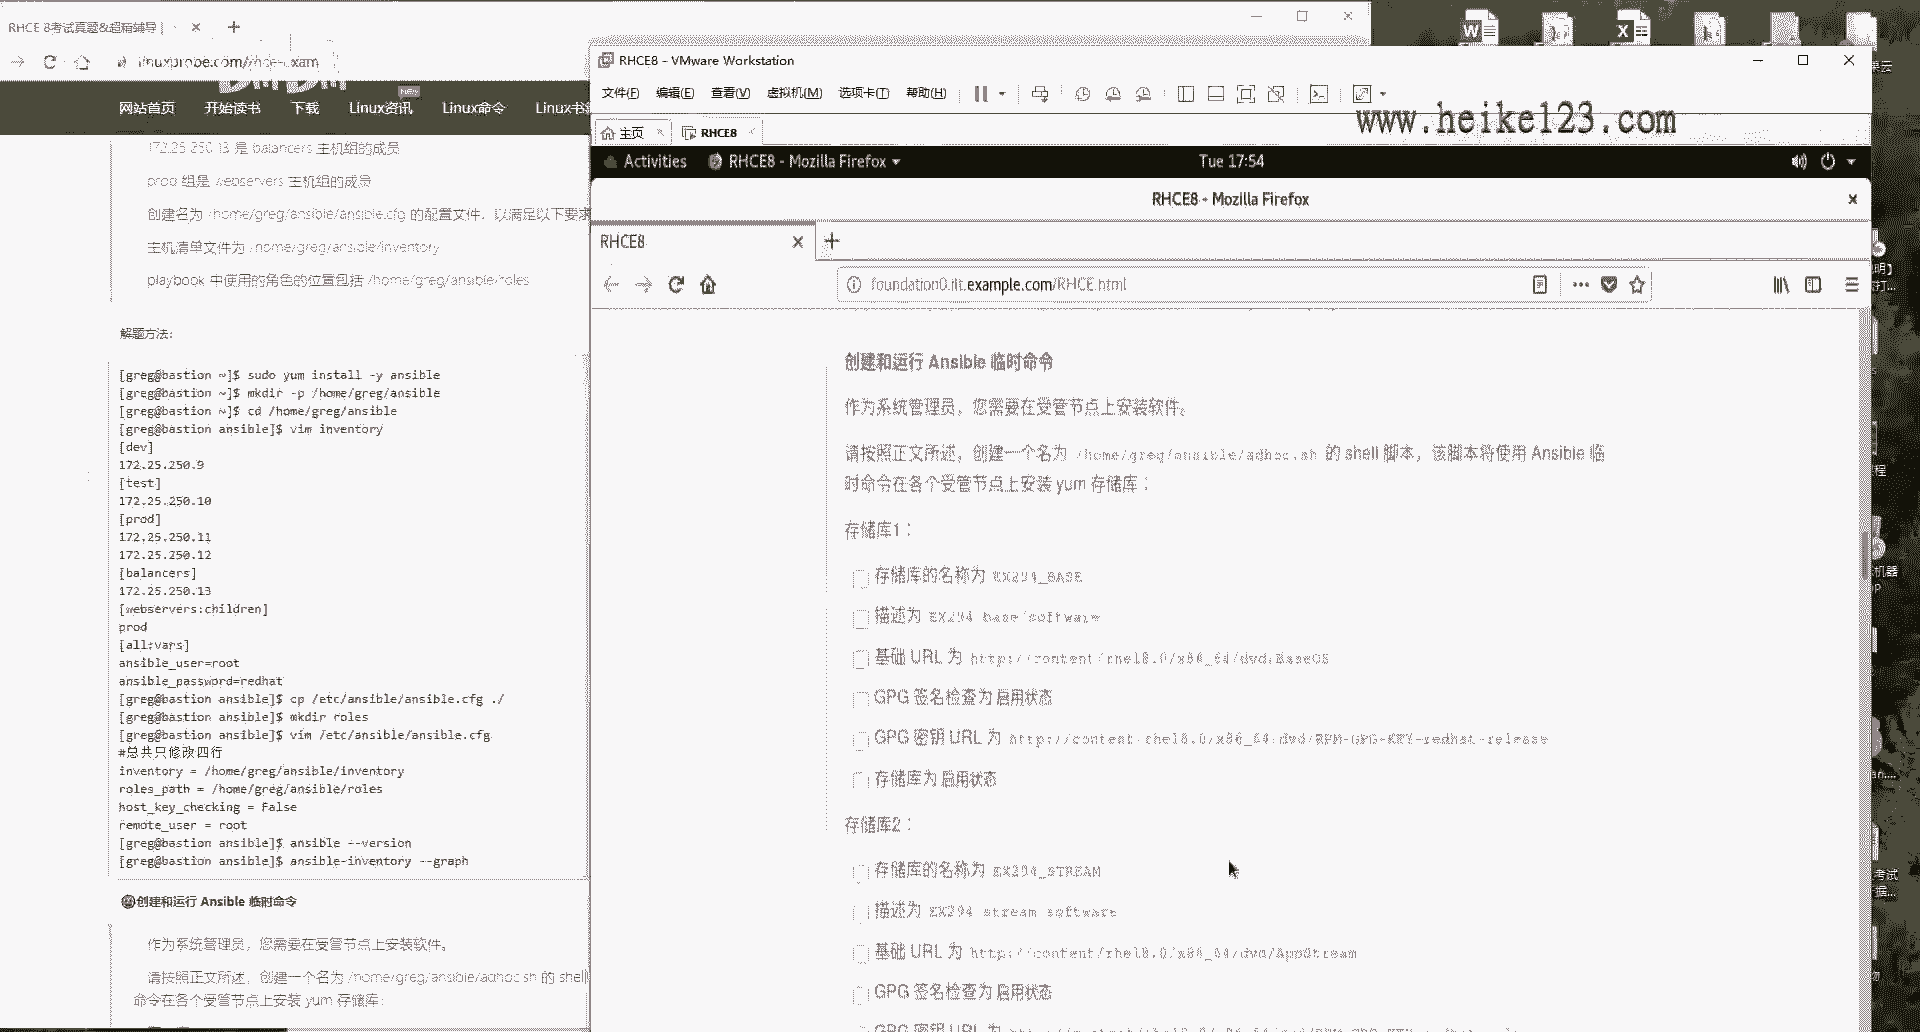 RHCE 8考试真题&超精辅导 |
linuxprobe.com/rhce-exam
网站首页 开始读书 下载 Linux资讯 Linux命令
NEW
172.25.250.13 是 balancers 主机组的成员
prod 组是 webservers 主机组的成员
创建名为 /home/greg/ansible/ansible.cfg 的配置文件，以满足以下要求
主机清单文件为 /home/greg/ansible/inventory
playbook 中使用的角色的位置包括 /home/greg/ansible/roles
解题方法:
[greg@bastion ~]$ sudo yum install -y ansible
[greg@bastion ~]$ mkdir -p /home/greg/ansible
[greg@bastion ~]$ cd /home/greg/ansible
[greg@bastion ansible]$ vim inventory
[dev]
172.25.250.9
[test]
172.25.250.10
[prod]
172.25.250.11
172.25.250.12
[balancers]
172.25.250.13
[webservers:children]
prod
[all:vars]
ansible_user=root
ansible_password=redhat
[greg@bastion ansible]$ cp /etc/ansible/ansible.cfg ./
[greg@bastion ansible]$ mkdir roles
[greg@bastion ansible]$ vim /etc/ansible/ansible.cfg
#总共只修改四行
inventory = /home/greg/ansible/inventory
roles_path = /home/greg/ansible/roles
host_key_checking = False
remote_user = root
[greg@bastion ansible]$ ansible --version
[greg@bastion ansible]$ ansible-inventory --graph
创建和运行 Ansible 临时命令
作为系统管理员，您需要在受管节点上安装软件。
请按照正文所述，创建一个名为 /home/greg/ansible/adhoc.sh 的 shell
命令在各个受管节点上安装 yum 存储库:
RHCE8 - VMware Workstation
文件(F) 编辑(E) 查看(V) 虚拟机(M) 选项卡(T) 帮助(H)
www.heike123.com
主页 RHCE8
Activities RHCE8 - Mozilla Firefox Tue 17:54
RHCE8 - Mozilla Firefox
RHCE8
foundation0.ilt.example.com/RHCE.html
创建和运行 Ansible 临时命令
作为系统管理员，您需要在受管节点上安装软件。
请按照正文所述，创建一个名为 /home/greg/ansible/adhoc.sh 的 shell 脚本，该脚本将使用 Ansible 临
时命令在各个受管节点上安装 yum 存储库：
存储库1：
存储库的名称为 EX294_BASE
描述为 EX294 base software
基础 URL 为 http://content/rhel8.0/x86_64/dvd/BaseOS
GPG 签名检查为 启用状态
GPG 密钥 URL 为 http://content/rhel8.0/x86_64/dvd/RPM-GPG-KEY-redhat-release
存储库为 启用状态
存储库2：
存储库的名称为 EX294_STREAM
描述为 EX294 stream software
基础 URL 为 http://content/rhel8.0/x86_64/dvd/AppStream
GPG 签名检查为 启用状态
GPG 密钥 URL 为